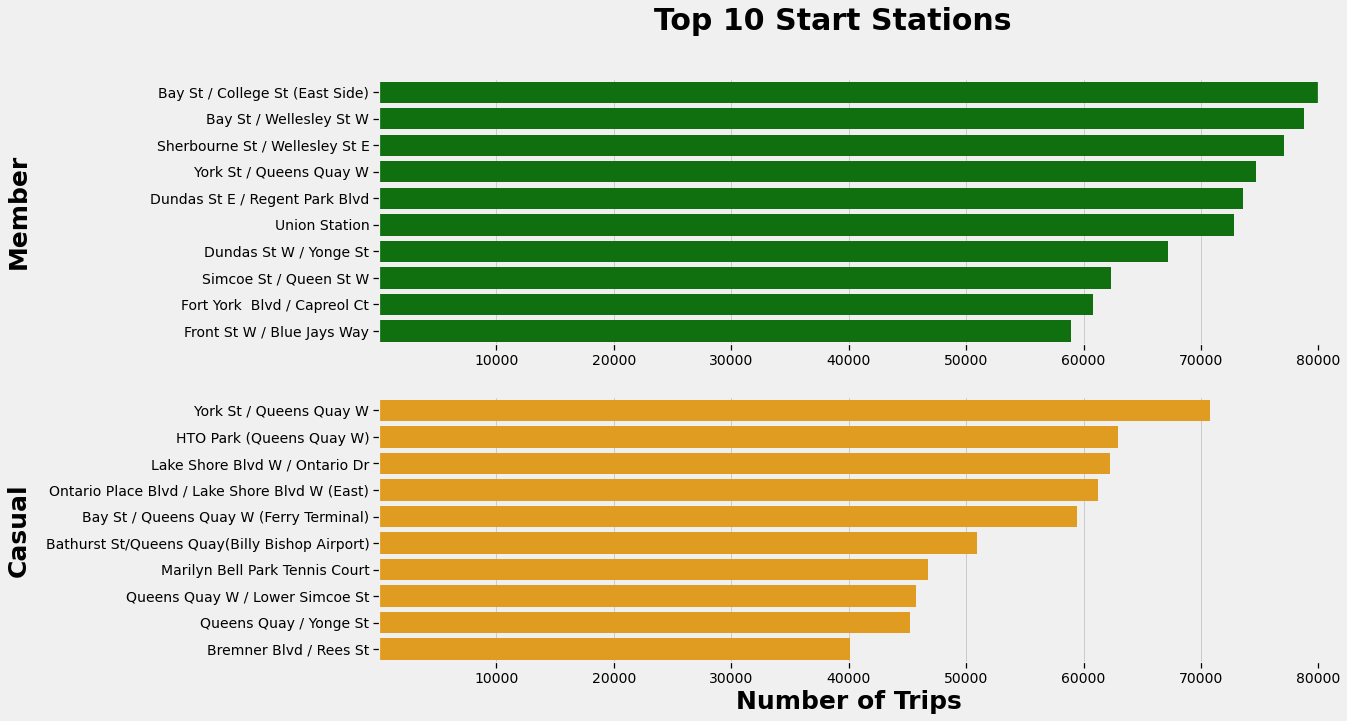 Top 10 Start Stations
Member
Bay St / College St (East Side)
Bay St / Wellesley St W
Sherbourne St / Wellesley St E
York St / Queens Quay W
Dundas St E / Regent Park Blvd
Union Station
Dundas St W / Yonge St
Simcoe St / Queen St W
Fort York  Blvd / Capreol Ct
Front St W / Blue Jays Way
10000 20000 30000 40000 50000 60000 70000 80000
Casual
York St / Queens Quay W
HTO Park (Queens Quay W)
Lake Shore Blvd W / Ontario Dr
Ontario Place Blvd / Lake Shore Blvd W (East)
Bay St / Queens Quay W (Ferry Terminal)
Bathurst St/Queens Quay(Billy Bishop Airport)
Marilyn Bell Park Tennis Court
Queens Quay W / Lower Simcoe St
Queens Quay / Yonge St
Bremner Blvd / Rees St
10000 20000 30000 40000 50000 60000 70000 80000
Number of Trips